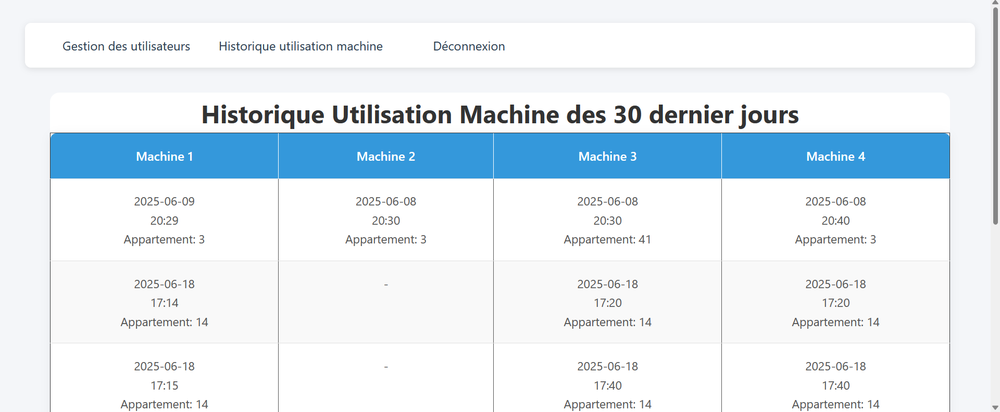 Gestion des utilisateurs Historique utilisation machine Déconnexion
Historique Utilisation Machine des 30 dernier jours
Machine 1 Machine 2 Machine 3 Machine 4
2025-06-09 2025-06-08 2025-06-08 2025-06-08
20:29 20:30 20:30 20:40
Appartement: 3 Appartement: 3 Appartement: 41 Appartement: 3
2025-06-18 - 2025-06-18 2025-06-18
17:14 17:20 17:20
Appartement: 14 Appartement: 14 Appartement: 14
2025-06-18 - 2025-06-18 2025-06-18
17:15 17:40 17:40
Appartement: 14 Appartement: 14 Appartement: 14